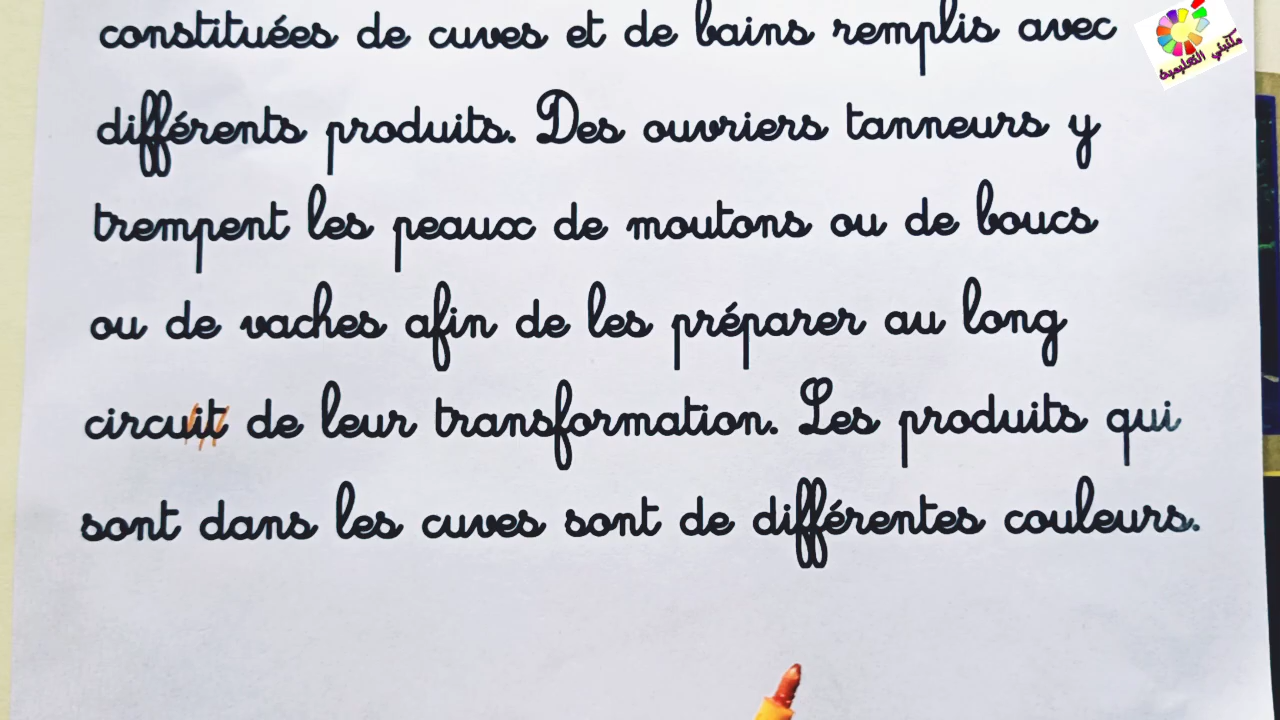 constituées de cuves et de bains remplis avec
مكتبتي التعليمية
différents produits. Des ouvriers tanneurs y
trempent les peaux de moutons ou de boucs
ou de vaches afin de les préparer au long
circuit de leur transformation. Les produits qui
sont dans les cuves sont de différentes couleurs.